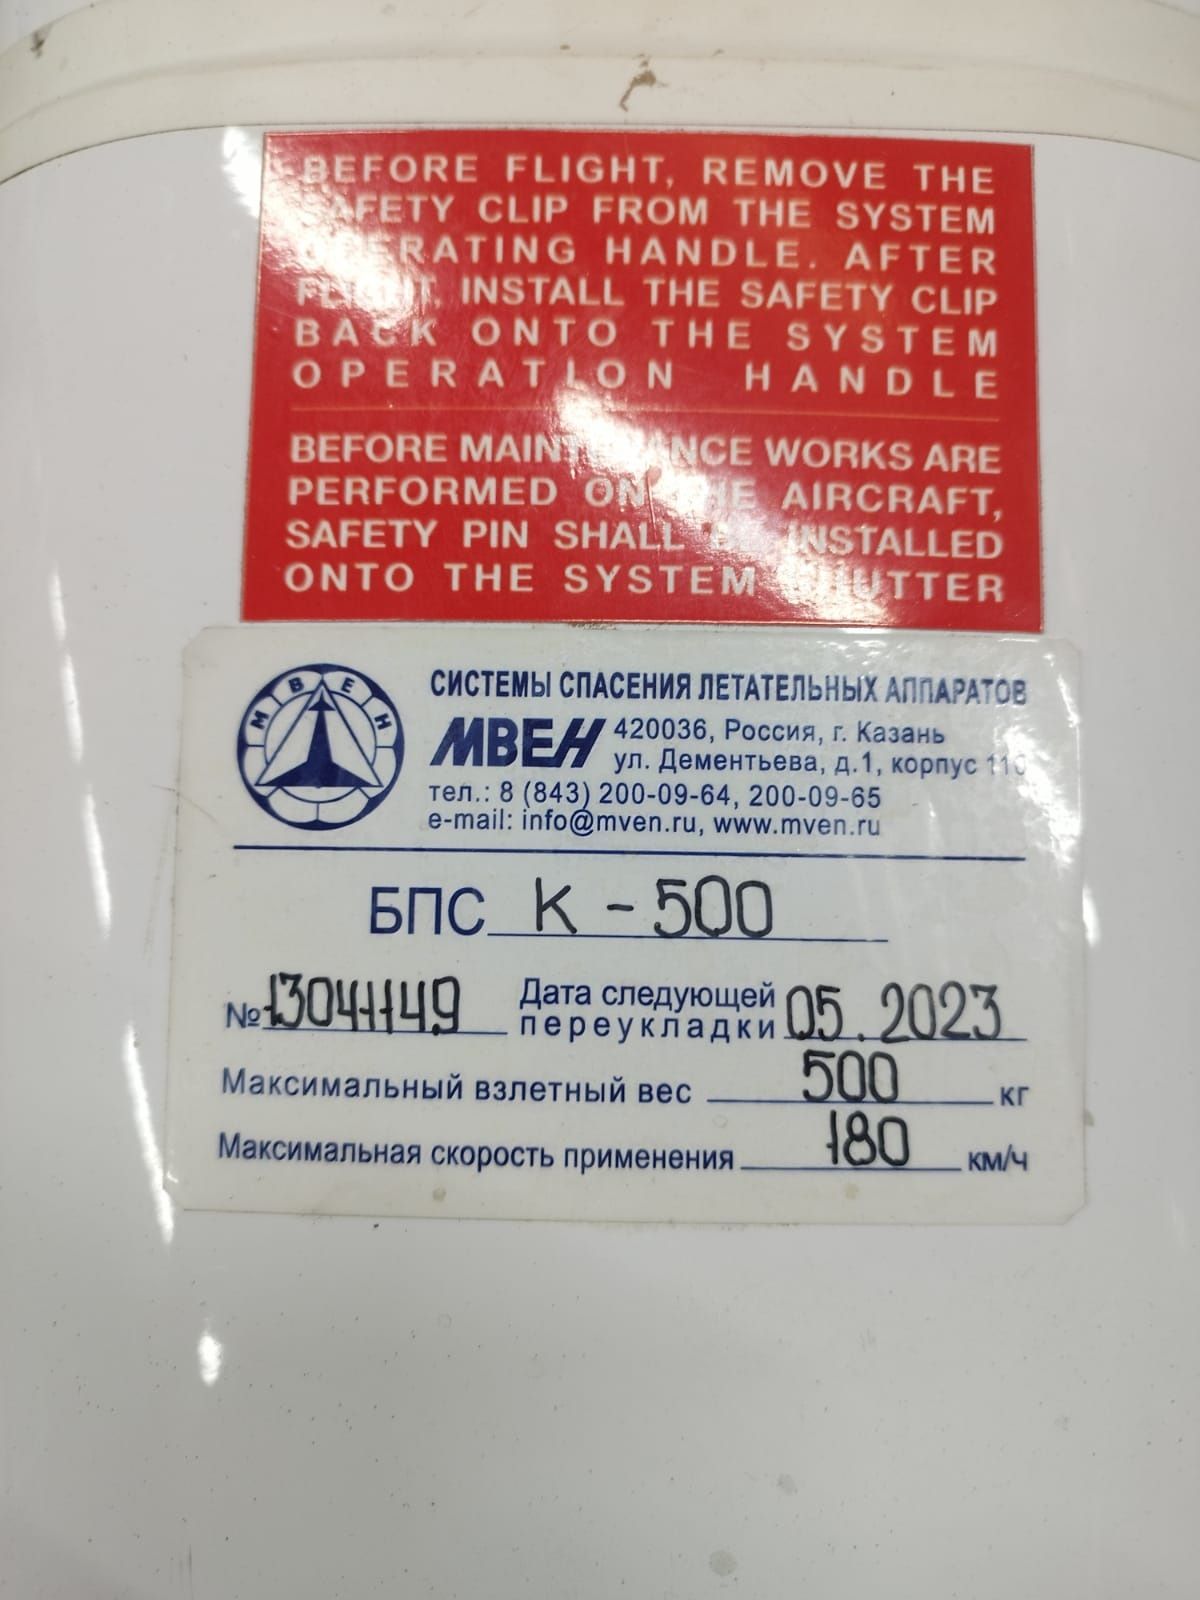 BEFORE FLIGHT, REMOVE THE
SAFETY CLIP FROM THE SYSTEM
OPERATING HANDLE. AFTER
FLIGHT, INSTALL THE SAFETY CLIP
BACK ONTO THE SYSTEM
OPERATION HANDLE
BEFORE MAINTENANCE WORKS ARE
PERFORMED ON THE AIRCRAFT,
SAFETY PIN SHALL BE INSTALLED
ONTO THE SYSTEM SHUTTER
МВЕН
СИСТЕМЫ СПАСЕНИЯ ЛЕТАТЕЛЬНЫХ АППАРАТОВ
МВЕН 420036, Россия, г. Казань
ул. Дементьева, д.1, корпус 110
тел.: 8 (843) 200-09-64, 200-09-65
e-mail: info@mven.ru, www.mven.ru
БПС К - 500
№ 13041149 Дата следующей
переукладки 05.2023
Максимальный взлетный вес 500 кг
Максимальная скорость применения 180 км/ч